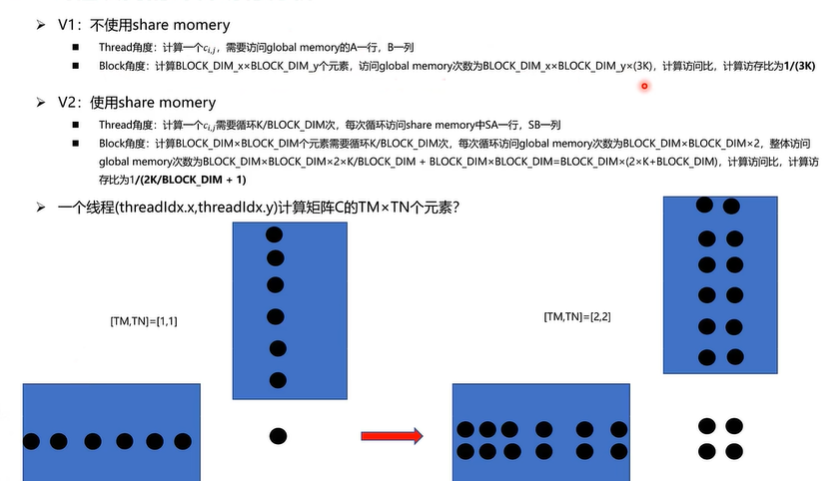 ➢ V1：不使用share momery
■ Thread角度：计算一个c_{i,j}，需要访问global memory的A一行，B一列
■ Block角度：计算BLOCK_DIM_x×BLOCK_DIM_y个元素，访问global memory次数为BLOCK_DIM_x×BLOCK_DIM_y×(3K)，计算访问比，计算访存比为1/(3K)
➢ V2：使用share momery
■ Thread角度：计算一个c_{i,j}需要循环K/BLOCK_DIM次，每次循环访问share memory中SA一行，SB一列
■ Block角度：计算BLOCK_DIM×BLOCK_DIM个元素需要循环K/BLOCK_DIM次，每次循环访问global memory次数为BLOCK_DIM×BLOCK_DIM×2，整体访问
global memory次数为BLOCK_DIM×BLOCK_DIM×2×K/BLOCK_DIM + BLOCK_DIM×BLOCK_DIM=BLOCK_DIM×(2×K+BLOCK_DIM)，计算访问比，计算访
存比为1/(2K/BLOCK_DIM + 1)
➢ 一个线程(threadIdx.x,threadIdx.y)计算矩阵C的TM×TN个元素？
[TM,TN]=[1,1]
[TM,TN]=[2,2]